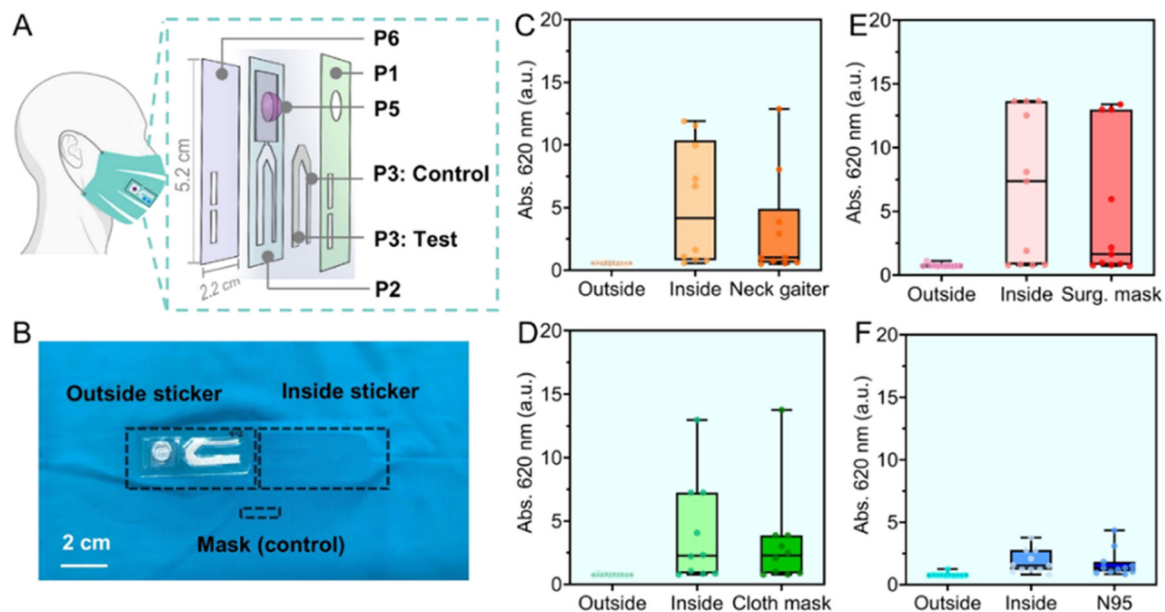 A
P6
P1
P5
P3: Control
P3: Test
P2
5.2 cm
2.2 cm
B
Outside sticker
Inside sticker
Mask (control)
2 cm
C
Abs. 620 nm (a.u.)
20
15
10
5
0
Outside Inside Neck gaiter
D
Abs. 620 nm (a.u.)
20
15
10
5
0
Outside Inside Cloth mask
E
Abs. 620 nm (a.u.)
20
15
10
5
0
Outside Inside Surg. mask
F
Abs. 620 nm (a.u.)
20
15
10
5
0
Outside Inside N95